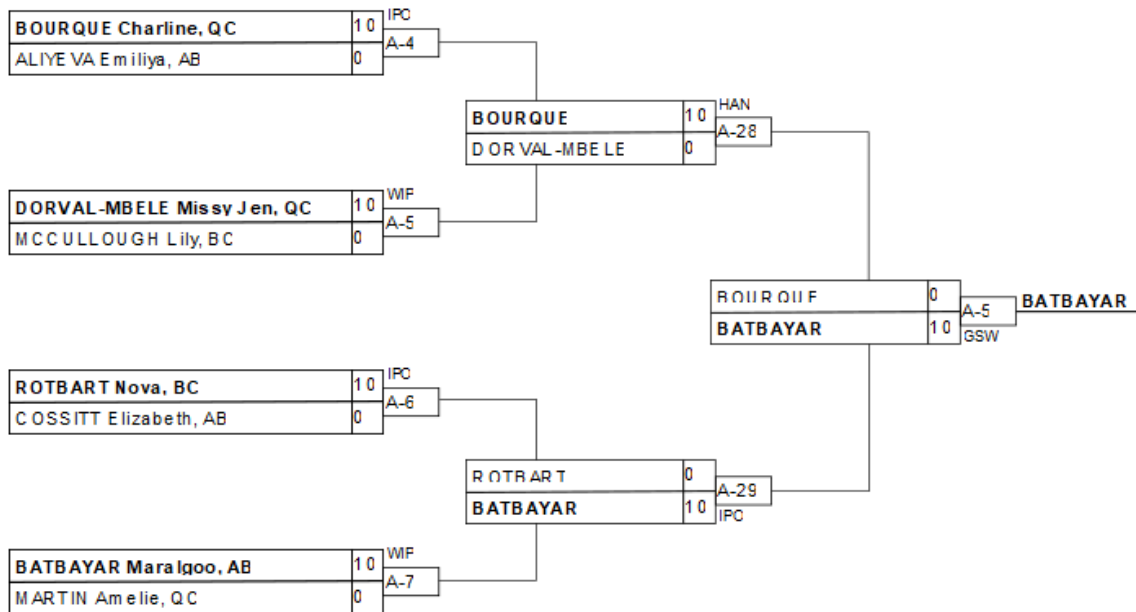 BOURQUE Charline, QC 10 IPO
ALIYEVA Emiliya, AB 0 A-4
BOURQUE 10 HAN
DORVAL-MBELE 0 A-28
DORVAL-MBELE Missy Jen, QC 10 WIF
MCCULLOUGH Lily, BC 0 A-5
BOURQUE 0 A-5 BATBAYAR
BATBAYAR 10 GSW
ROTBART Nova, BC 10 IPO
COSSITT Elizabeth, AB 0 A-6
ROTBART 0 A-29
BATBAYAR 10 IPO
BATBAYAR Maralgoo, AB 10 WIF
MARTIN Amelie, QC 0 A-7